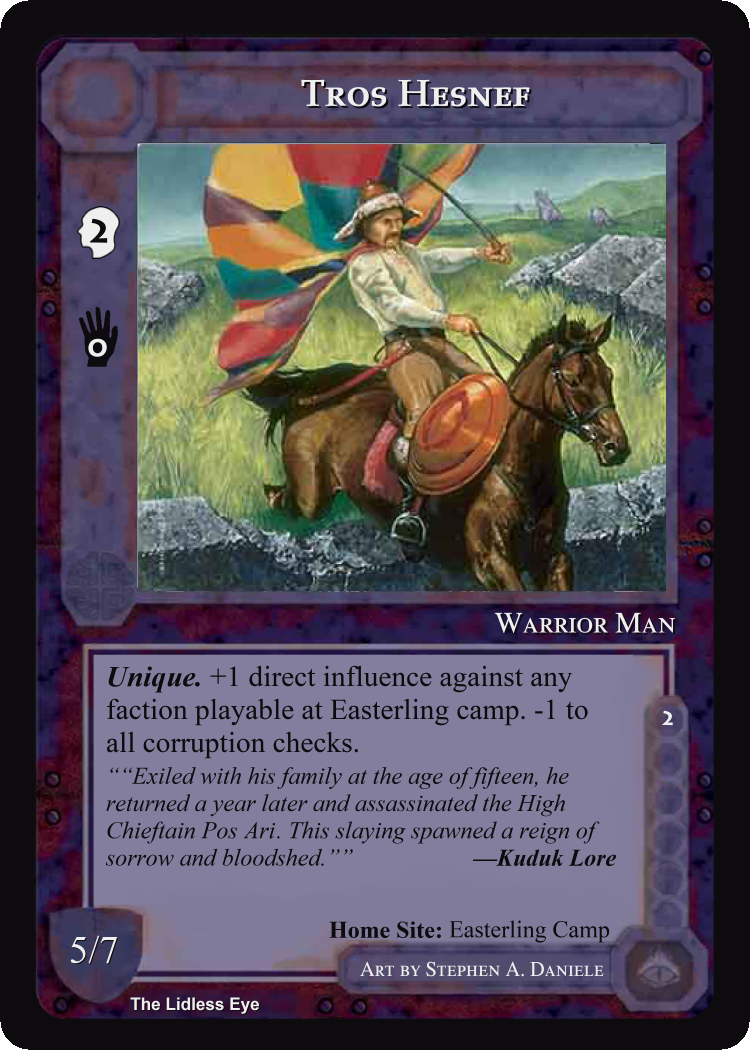 Tros Hesnef
2
0
Warrior Man
Unique. +1 direct influence against any
faction playable at Easterling camp. -1 to
all corruption checks.
2
““Exiled with his family at the age of fifteen, he
returned a year later and assassinated the High
Chieftain Pos Ari. This slaying spawned a reign of
sorrow and bloodshed.”” —Kuduk Lore
Home Site: Easterling Camp
5/7
Art by Stephen A. Daniele
The Lidless Eye